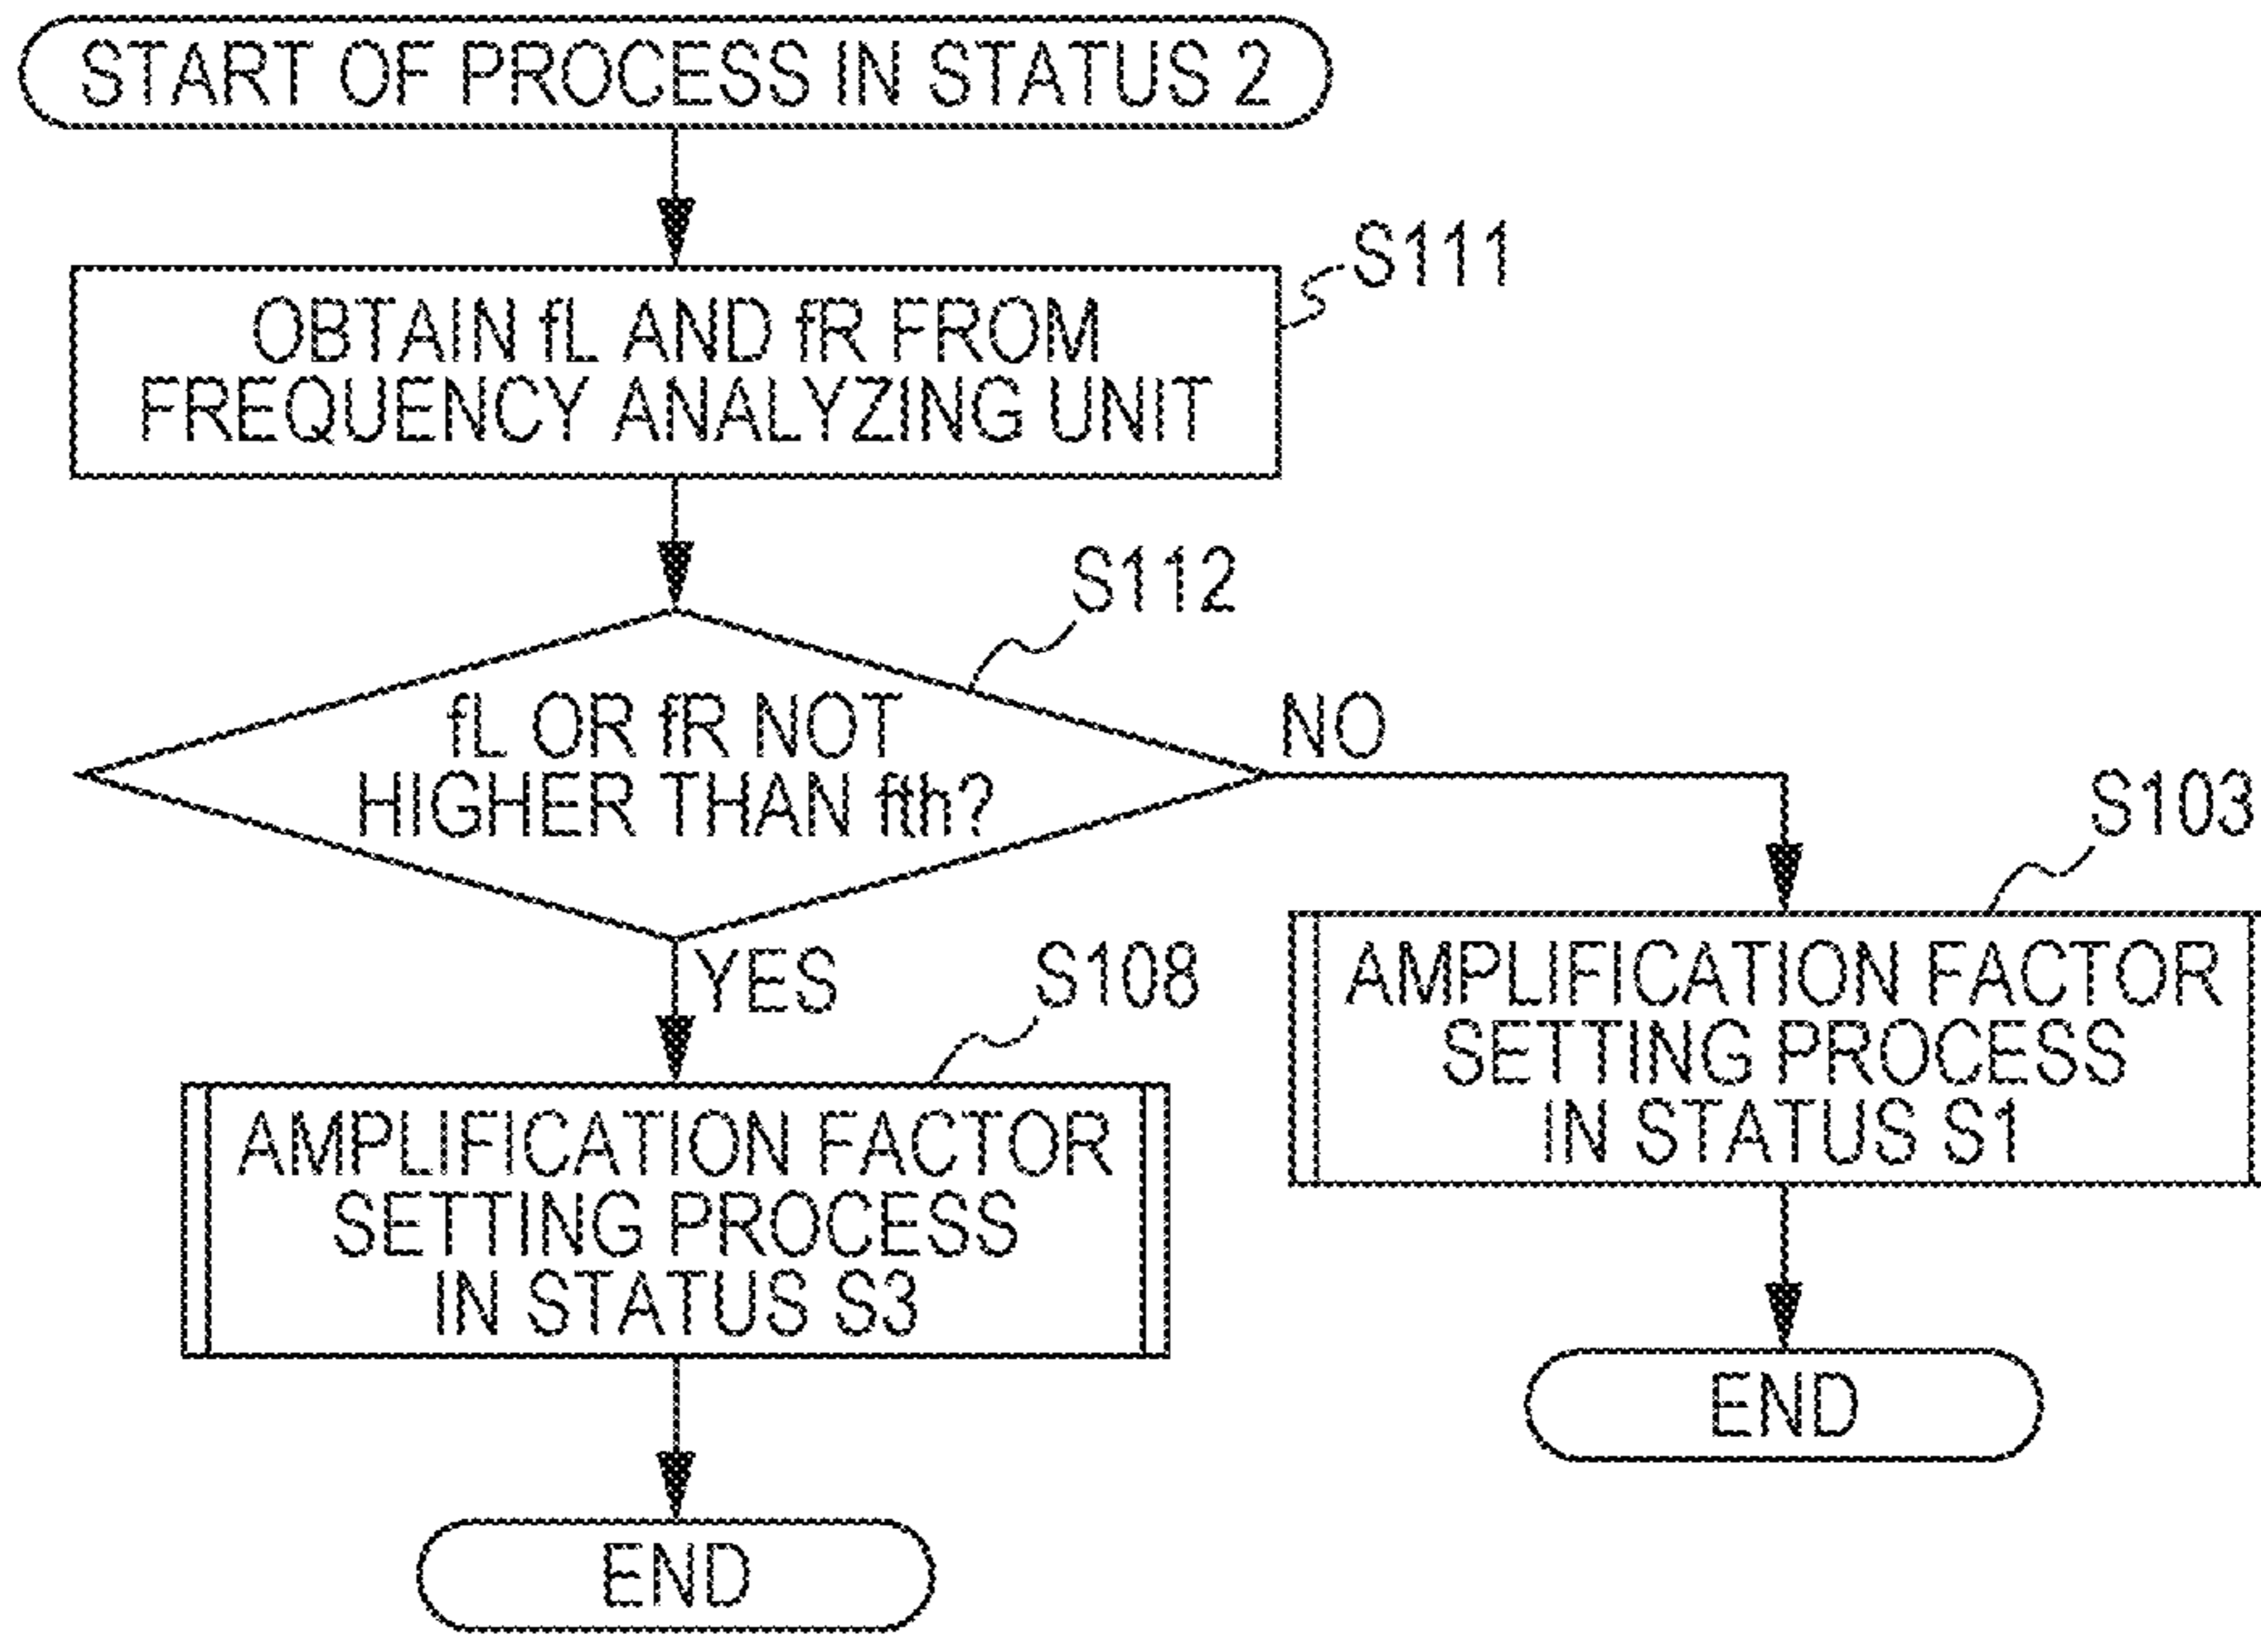 START OF PROCESS IN STATUS 2
S111
OBTAIN fL AND fR FROM
FREQUENCY ANALYZING UNIT
S112
fL OR fR NOT
HIGHER THAN fth?
NO
YES
S103
AMPLIFICATION FACTOR
SETTING PROCESS
IN STATUS S1
END
S108
AMPLIFICATION FACTOR
SETTING PROCESS
IN STATUS S3
END